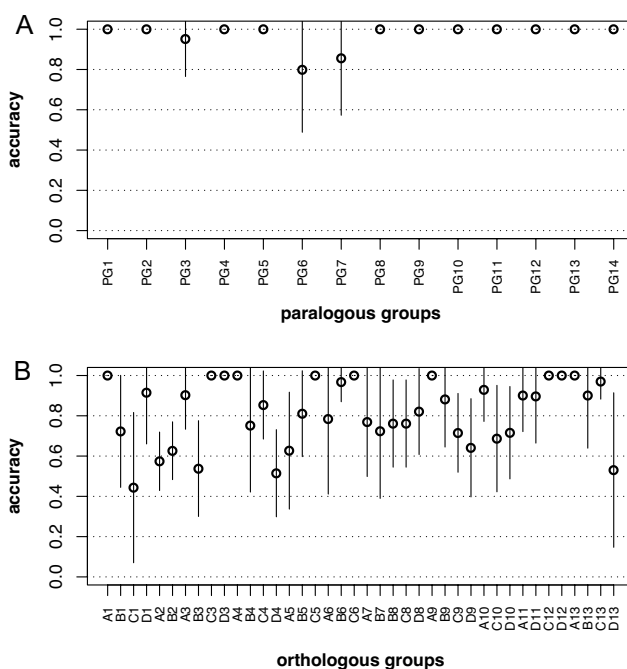 A
accuracy
1.0
0.8
0.6
0.4
0.2
0.0
PG1 PG2 PG3 PG4 PG5 PG6 PG7 PG8 PG9 PG10 PG11 PG12 PG13 PG14
paralogous groups
B
accuracy
1.0
0.8
0.6
0.4
0.2
0.0
A1 B1 C1 D1 A2 B2 A3 B3 C3 D3 A4 B4 C4 D4 A5 B5 C5 A6 B6 C6 A7 B7 B8 C8 D8 A9 B9 C9 D9 A10 C10 D10 A11 D11 C12 D12 A13 B13 C13 D13
orthologous groups